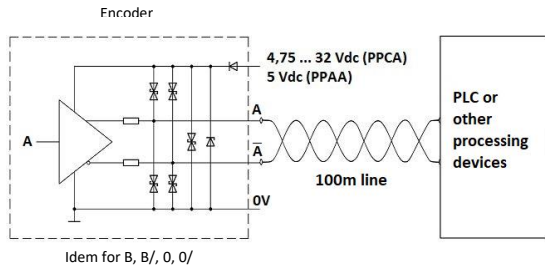 Encoder
4,75 ... 32 Vdc (PPCA)
5 Vdc (PPAA)
A
A
A̅
0V
100m line
PLC or
other
processing
devices
Idem for B, B/, 0, 0/